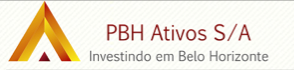 PBH Ativos S/A
Investindo em Belo Horizonte